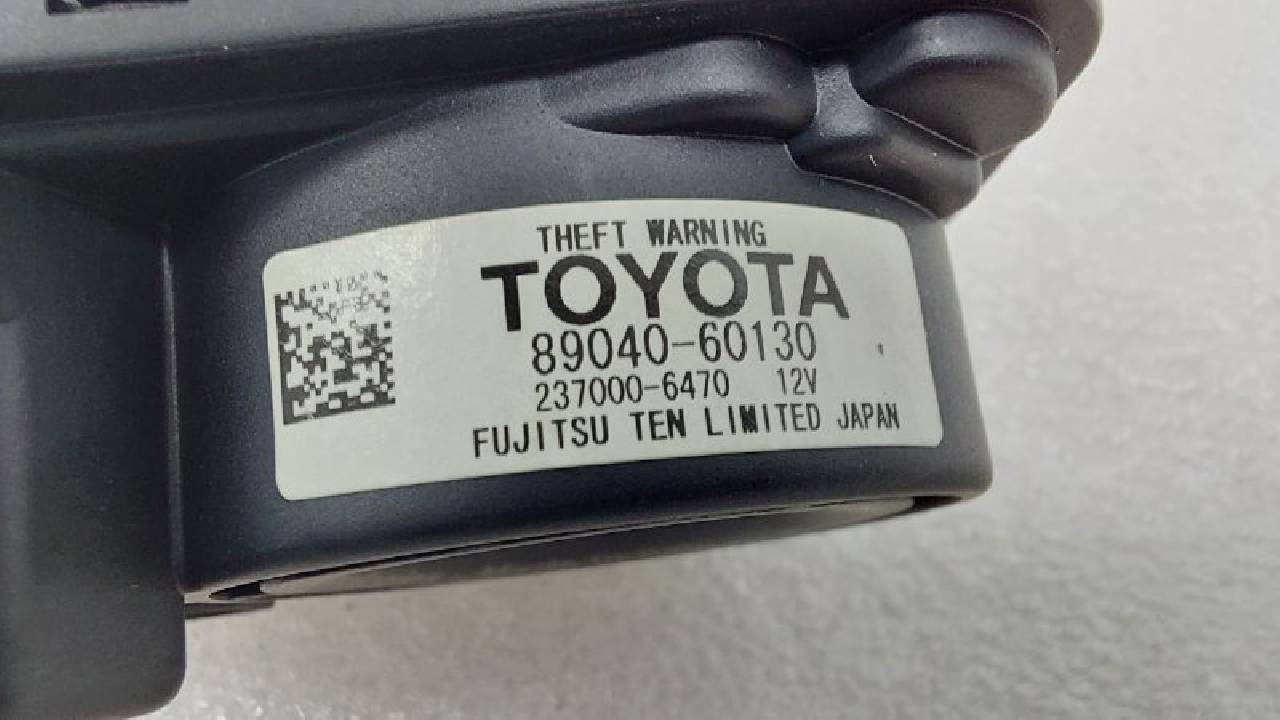 THEFT WARNING
TOYOTA
89040-60130
237000-6470 12V
FUJITSU TEN LIMITED JAPAN